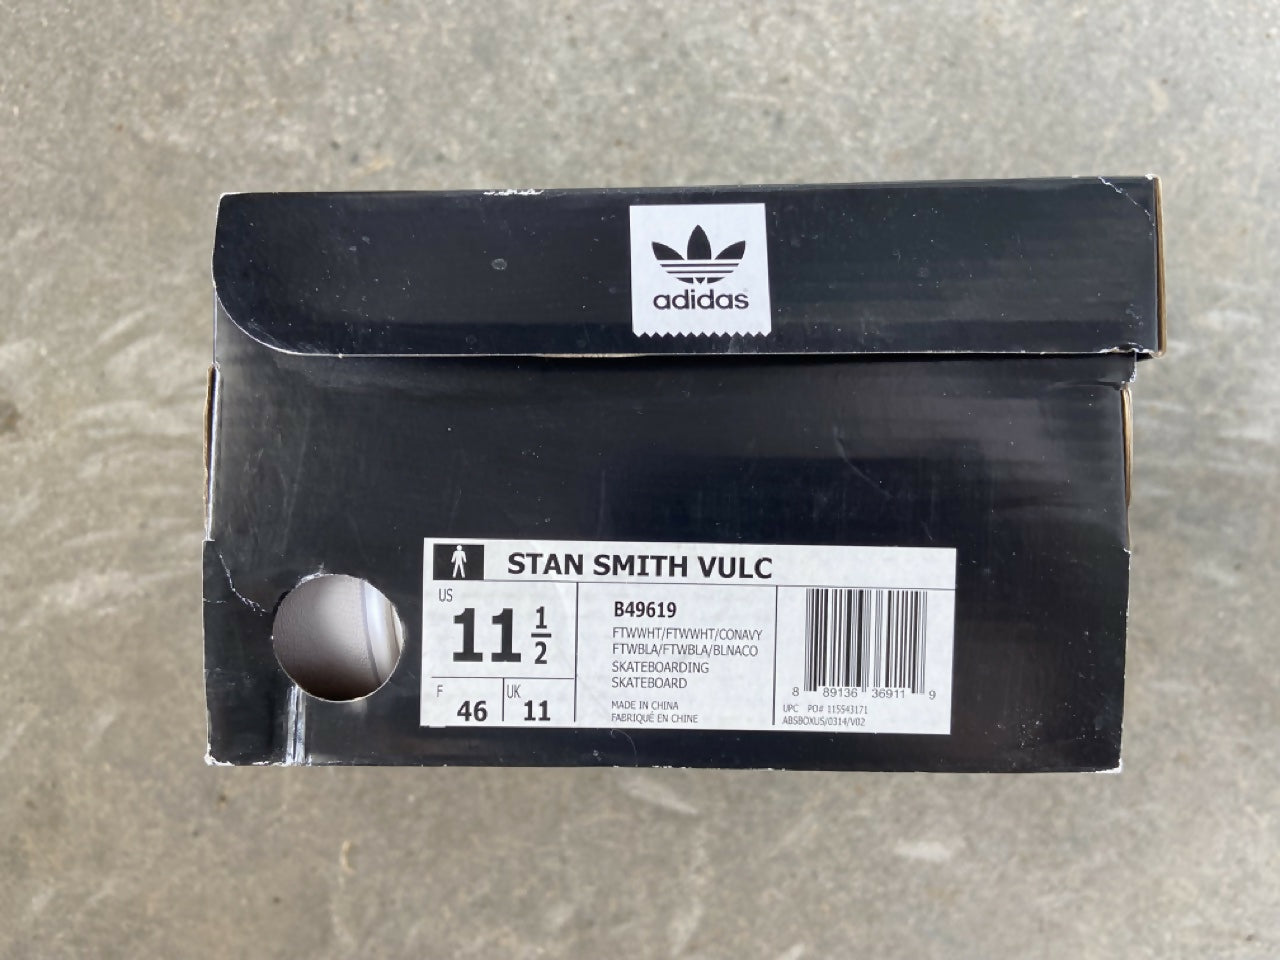 adidas
STAN SMITH VULC
US
11 1/2
F
46
UK
11
B49619
FTWWHT/FTWWHT/CONAVY
FTWBLA/FTWBLA/BLNACO
SKATEBOARDING
SKATEBOARD
MADE IN CHINA
FABRIQUÉ EN CHINE
8 89136 36911 9
UPC PO# 115543171
ABSBOXUS/0314/V02